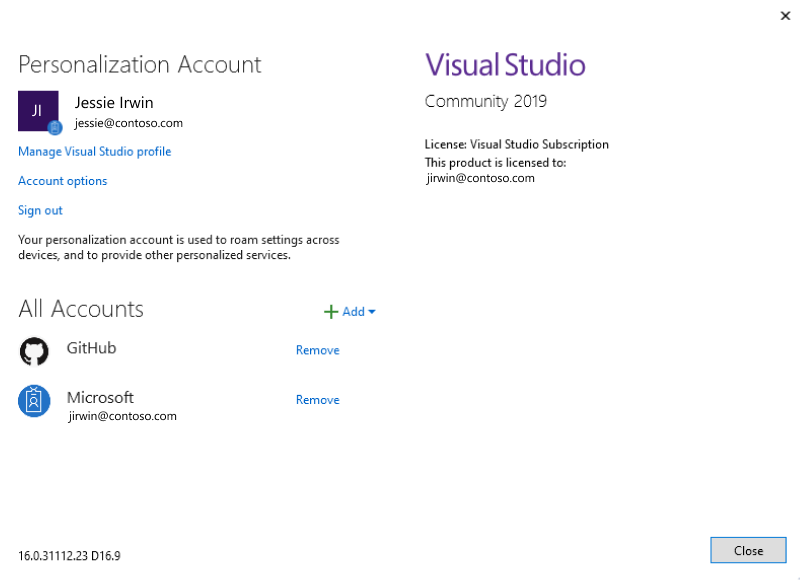 Personalization Account
JI
Jessie Irwin
jessie@contoso.com
Manage Visual Studio profile
Account options
Sign out
Your personalization account is used to roam settings across
devices, and to provide other personalized services.
All Accounts
Add
GitHub
Remove
Microsoft
Remove
jirwin@contoso.com
16.0.31112.23 D16.9
Visual Studio
Community 2019
License: Visual Studio Subscription
This product is licensed to:
jirwin@contoso.com
Close